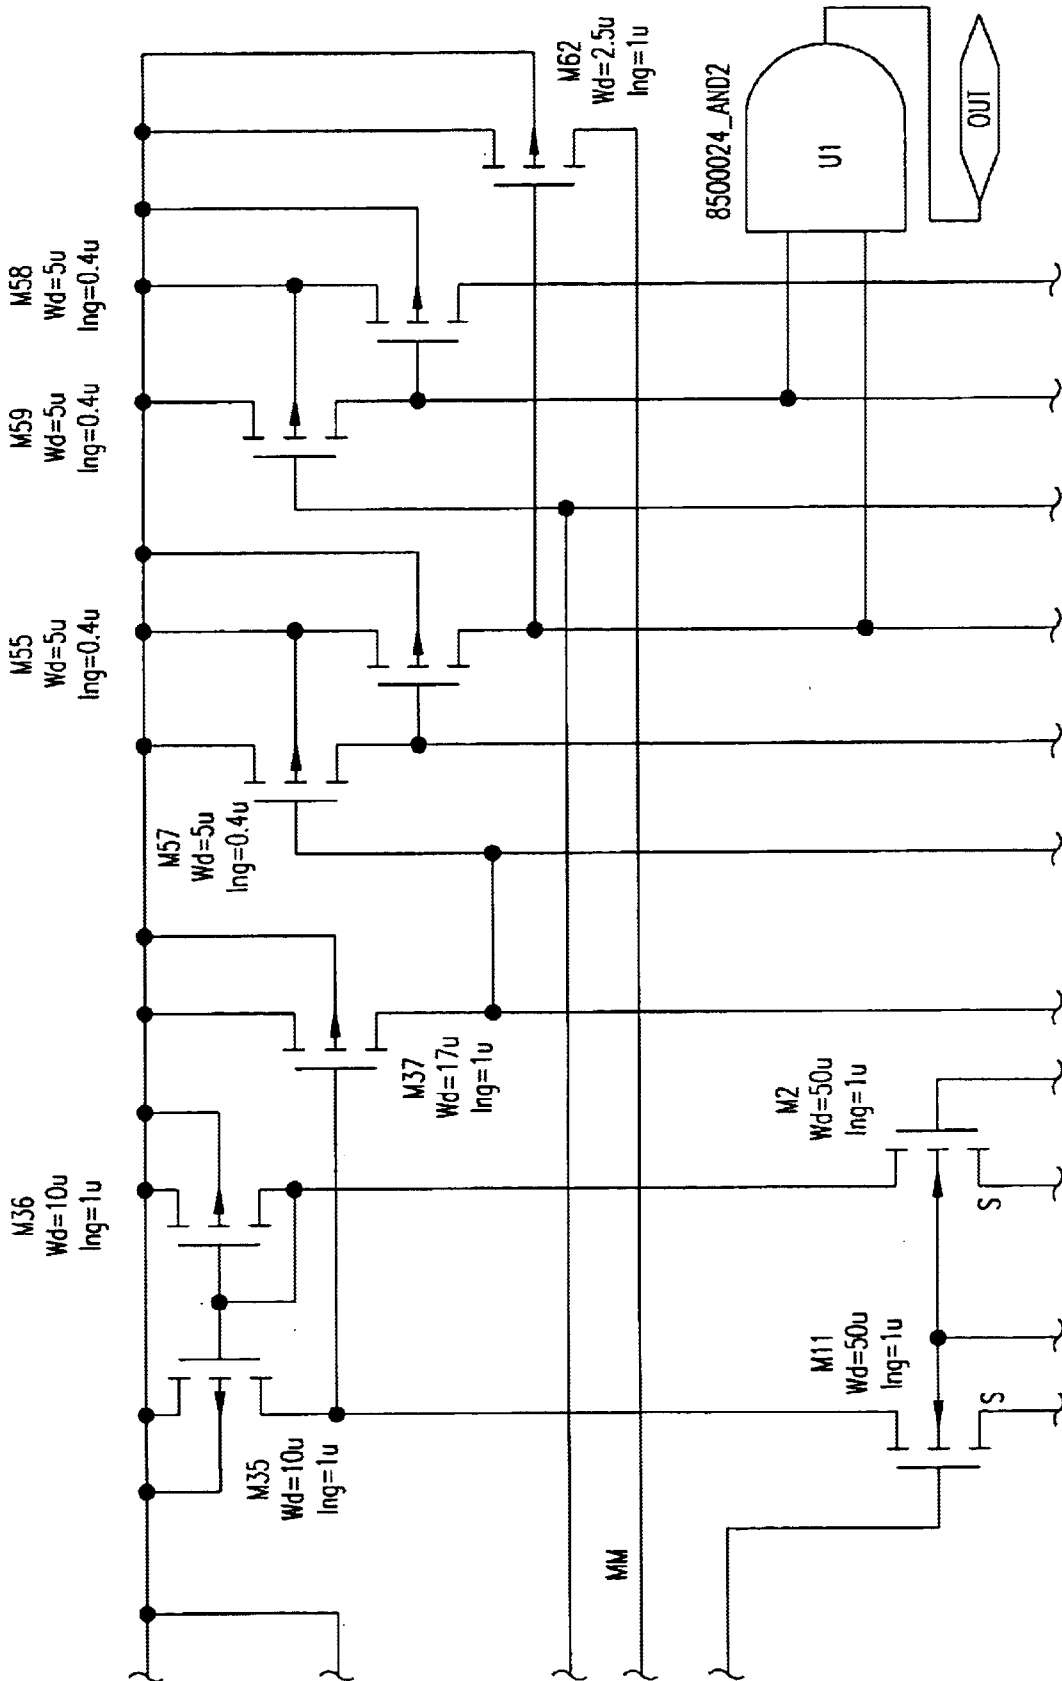 M36
Wd=10u
lng=1u
M35
Wd=10u
lng=1u
M37
Wd=17u
lng=1u
M57
Wd=5u
lng=0.4u
M55
Wd=5u
lng=0.4u
M59
Wd=5u
lng=0.4u
M58
Wd=5u
lng=0.4u
M62
Wd=2.5u
lng=1u
MM
M11
Wd=50u
lng=1u
S
M2
Wd=50u
lng=1u
S
8500024_AND2
U1
OUT